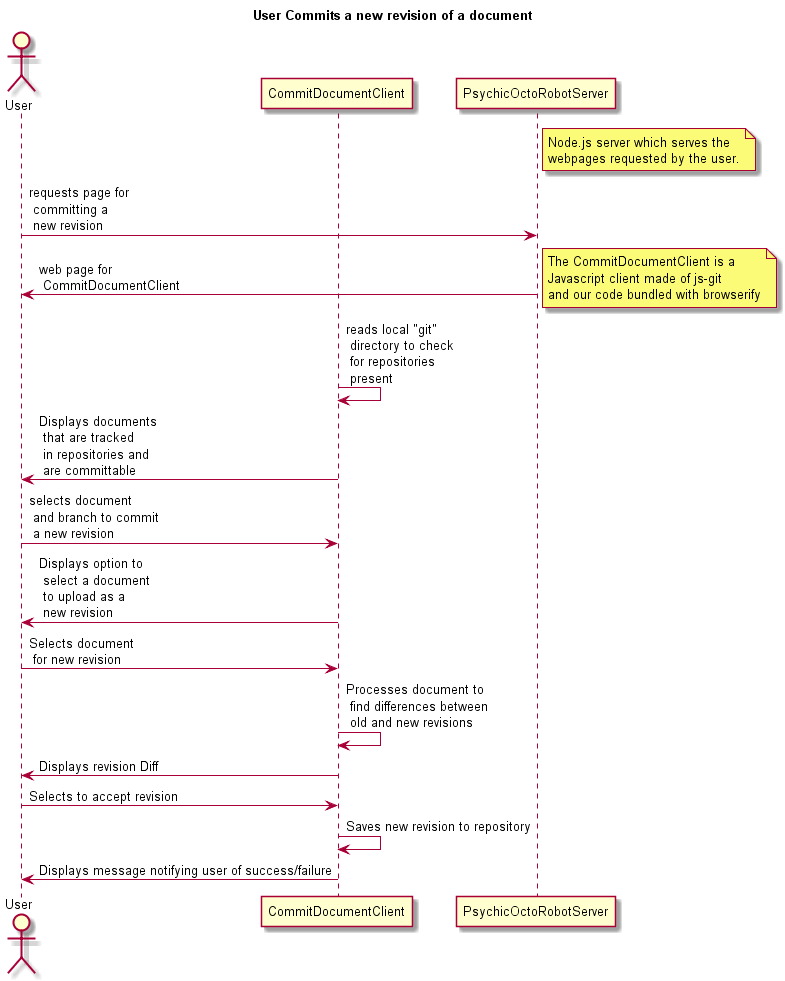 User Commits a new revision of a document
User
CommitDocumentClient
PsychicOctoRobotServer
Node.js server which serves the
webpages requested by the user.
requests page for
committing a
new revision
The CommitDocumentClient is a
Javascript client made of js-git
and our code bundled with browserify
web page for
CommitDocumentClient
reads local "git"
directory to check
for repositories
present
Displays documents
that are tracked
in repositories and
are committable
selects document
and branch to commit
a new revision
Displays option to
select a document
to upload as a
new revision
Selects document
for new revision
Processes document to
find differences between
old and new revisions
Displays revision Diff
Selects to accept revision
Saves new revision to repository
Displays message notifying user of success/failure
User
CommitDocumentClient
PsychicOctoRobotServer